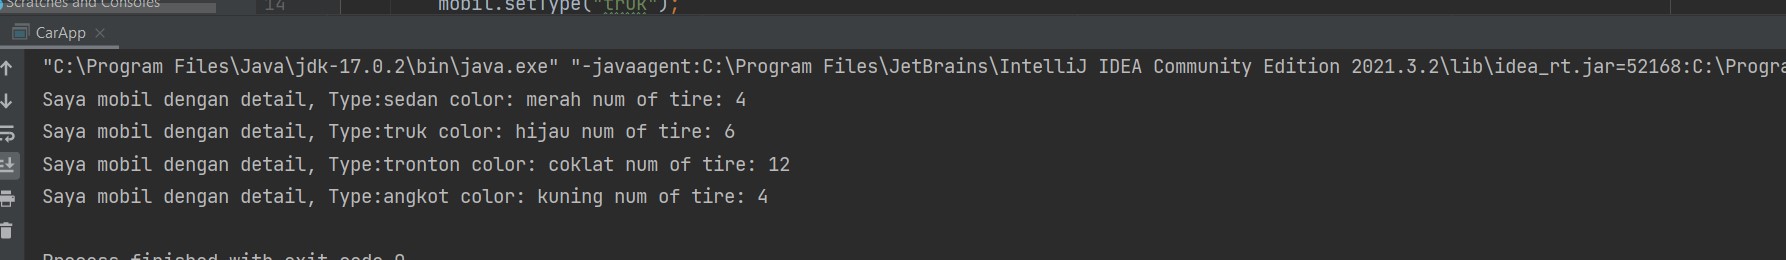 Scratches and Consoles
14 mobil.setType("truk");
CarApp
"C:\Program Files\Java\jdk-17.0.2\bin\java.exe" "-javaagent:C:\Program Files\JetBrains\IntelliJ IDEA Community Edition 2021.3.2\lib\idea_rt.jar=52168:C:\Progra
Saya mobil dengan detail, Type:sedan color: merah num of tire: 4
Saya mobil dengan detail, Type:truk color: hijau num of tire: 6
Saya mobil dengan detail, Type:tronton color: coklat num of tire: 12
Saya mobil dengan detail, Type:angkot color: kuning num of tire: 4
Process finished with exit code 0